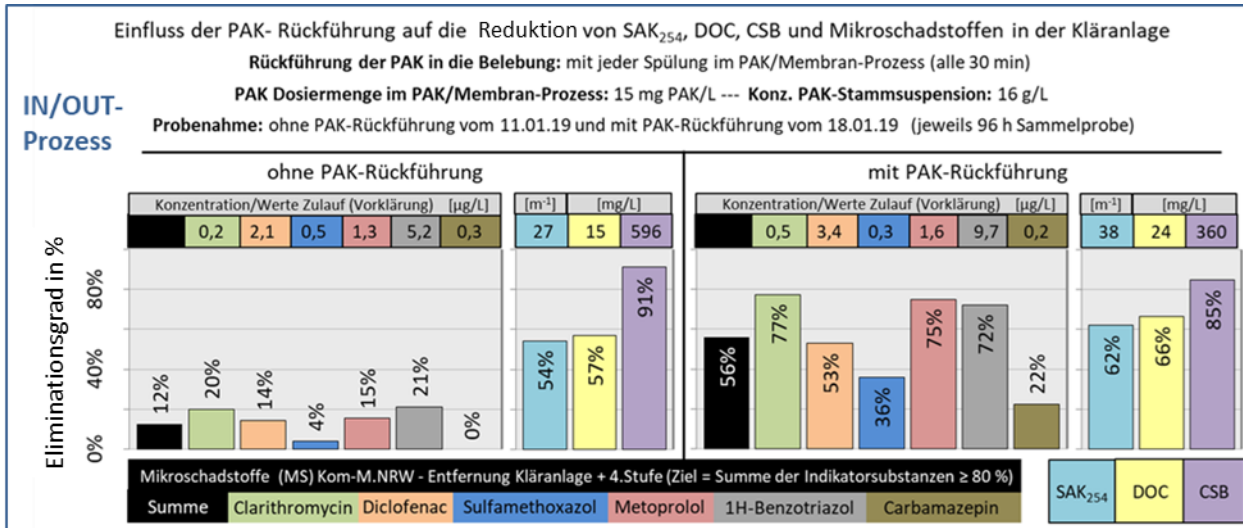 Einfluss der PAK- Rückführung auf die Reduktion von SAK₂₅₄, DOC, CSB und Mikroschadstoffen in der Kläranlage
Rückführung der PAK in die Belebung: mit jeder Spülung im PAK/Membran-Prozess (alle 30 min)
PAK Dosiermenge im PAK/Membran-Prozess: 15 mg PAK/L --- Konz. PAK-Stammsuspension: 16 g/L
Probenahme: ohne PAK-Rückführung vom 11.01.19 und mit PAK-Rückführung vom 18.01.19 (jeweils 96 h Sammelprobe)
IN/OUT-
Prozess
ohne PAK-Rückführung
Konzentration/Werte Zulauf (Vorklärung) [µg/L]
0,2 2,1 0,5 1,3 5,2 0,3
[m⁻¹] [mg/L]
27 15 596
Eliminationsgrad in %
80%
40%
0%
12% 20% 14% 4% 15% 21% 0%
54% 57% 91%
mit PAK-Rückführung
Konzentration/Werte Zulauf (Vorklärung) [µg/L]
0,5 3,4 0,3 1,6 9,7 0,2
[m⁻¹] [mg/L]
38 24 360
56% 77% 53% 36% 75% 72% 22%
62% 66% 85%
Mikroschadstoffe (MS) Kom-M.NRW - Entfernung Kläranlage + 4.Stufe (Ziel = Summe der Indikatorsubstanzen ≥ 80 %)
Summe Clarithromycin Diclofenac Sulfamethoxazol Metoprolol 1H-Benzotriazol Carbamazepin
SAK₂₅₄ DOC CSB